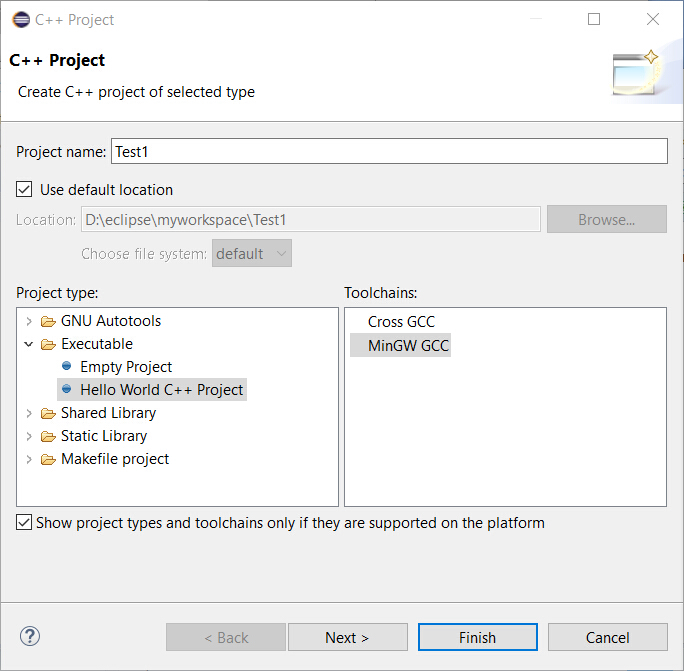 C++ Project
C++ Project
Create C++ project of selected type
Project name: Test1
Use default location
Location: D:\eclipse\myworkspace\Test1 Browse...
Choose file system: default
Project type: Toolchains:
GNU Autotools Cross GCC
Executable MinGW GCC
Empty Project
Hello World C++ Project
Shared Library
Static Library
Makefile project
Show project types and toolchains only if they are supported on the platform
? < Back Next > Finish Cancel